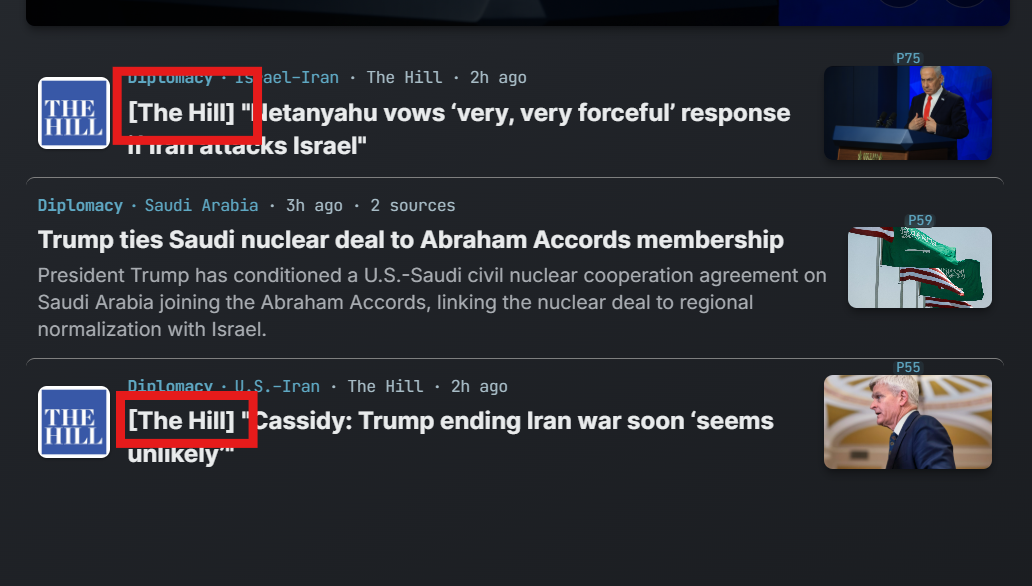 P75
THE
HILL
Diplomacy · Israel-Iran · The Hill · 2h ago
[The Hill] "Netanyahu vows ‘very, very forceful’ response
if Iran attacks Israel"
Diplomacy · Saudi Arabia · 3h ago · 2 sources
P59
Trump ties Saudi nuclear deal to Abraham Accords membership
President Trump has conditioned a U.S.-Saudi civil nuclear cooperation agreement on
Saudi Arabia joining the Abraham Accords, linking the nuclear deal to regional
normalization with Israel.
P55
THE
HILL
Diplomacy · U.S.-Iran · The Hill · 2h ago
[The Hill] "Cassidy: Trump ending Iran war soon ‘seems
unlikely’"